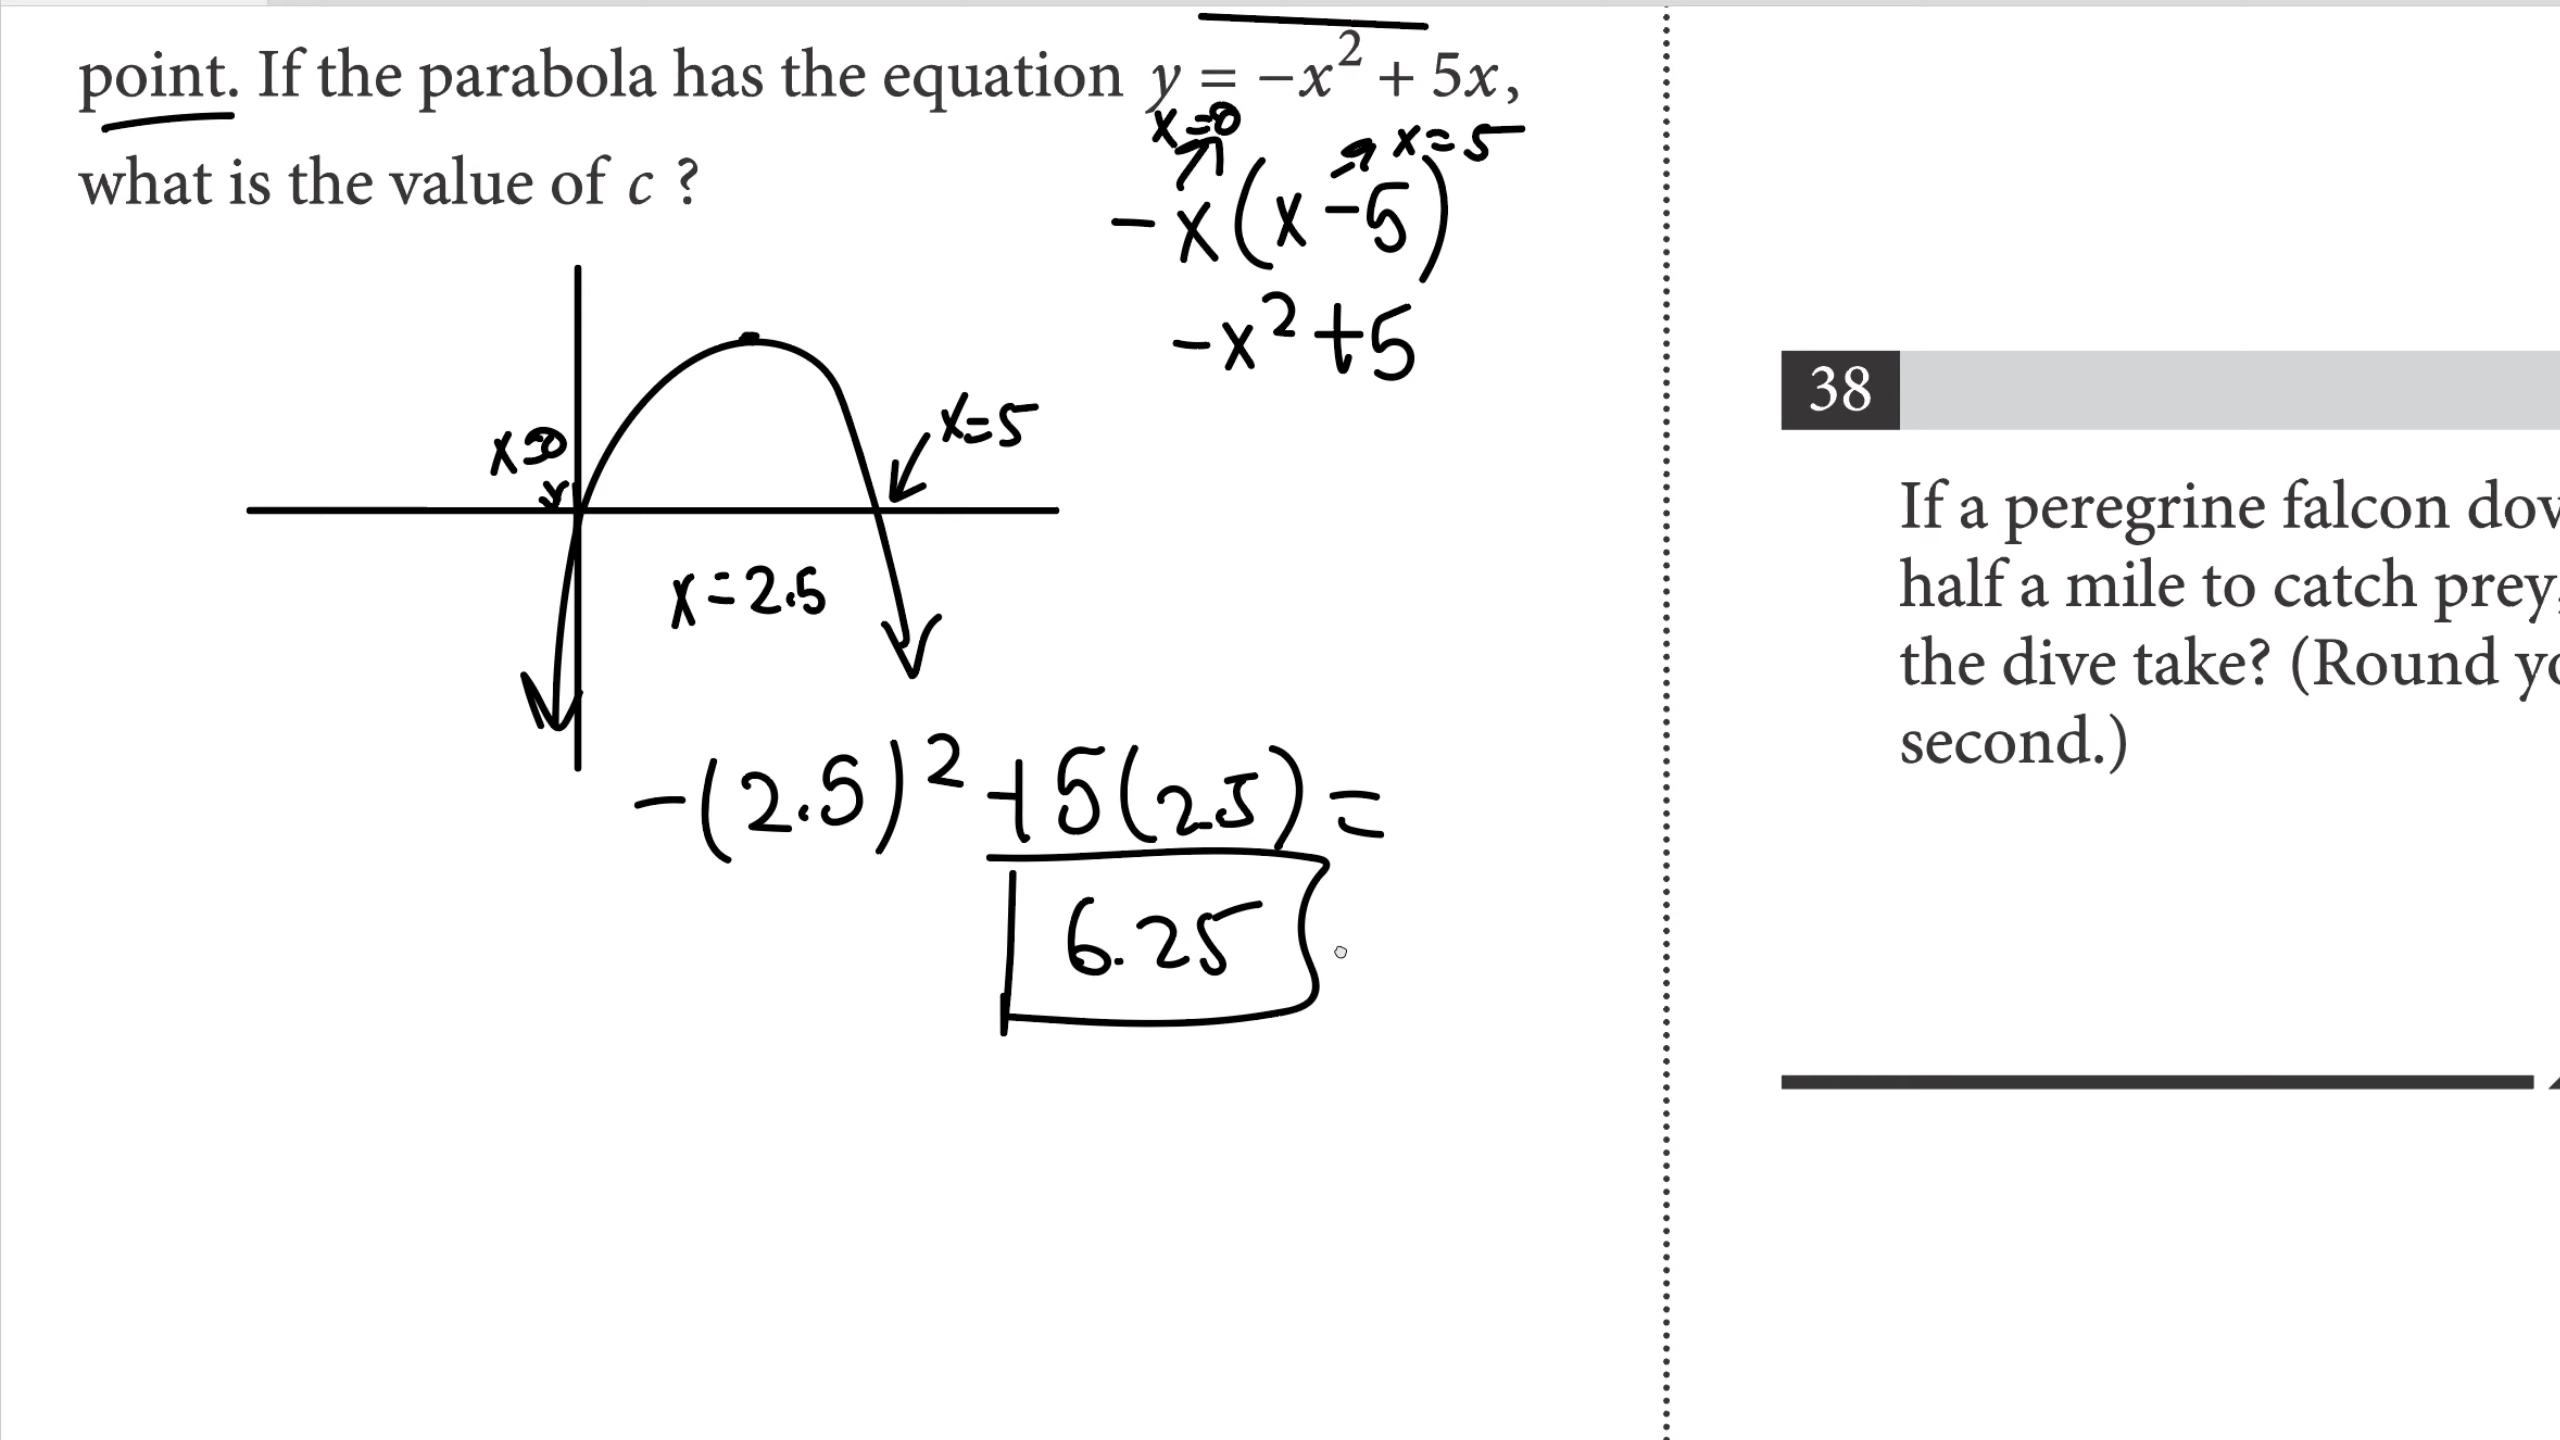 point. If the parabola has the equation y = −x² + 5x,
what is the value of c ?
x=0
x=5
−x(x−5)
−x²+5
x=0
x=5
x=2.5
−(2.5)²+5(2.5)=
6.25
38
If a peregrine falcon dov
half a mile to catch prey,
the dive take? (Round yo
second.)